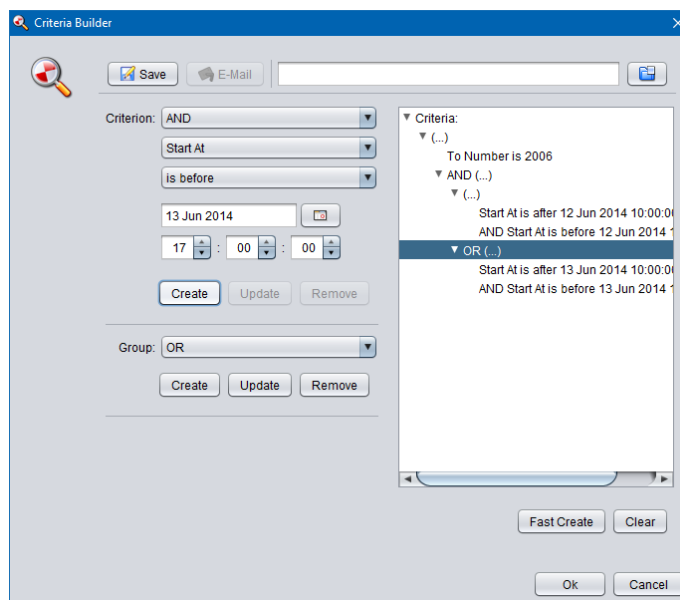 Criteria Builder
Save
E-Mail
Criterion: AND
Start At
is before
13 Jun 2014
17 : 00 : 00
Create Update Remove
Group: OR
Create Update Remove
Criteria:
(...)
To Number is 2006
AND (...)
(...)
Start At is after 12 Jun 2014 10:00:0
AND Start At is before 12 Jun 2014 1
OR (...)
Start At is after 13 Jun 2014 10:00:0
AND Start At is before 13 Jun 2014 1
Fast Create Clear
Ok Cancel